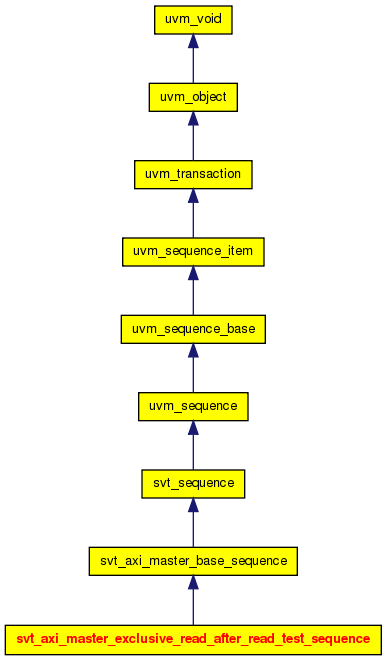 uvm_void
uvm_object
uvm_transaction
uvm_sequence_item
uvm_sequence_base
uvm_sequence
svt_sequence
svt_axi_master_base_sequence
svt_axi_master_exclusive_read_after_read_test_sequence